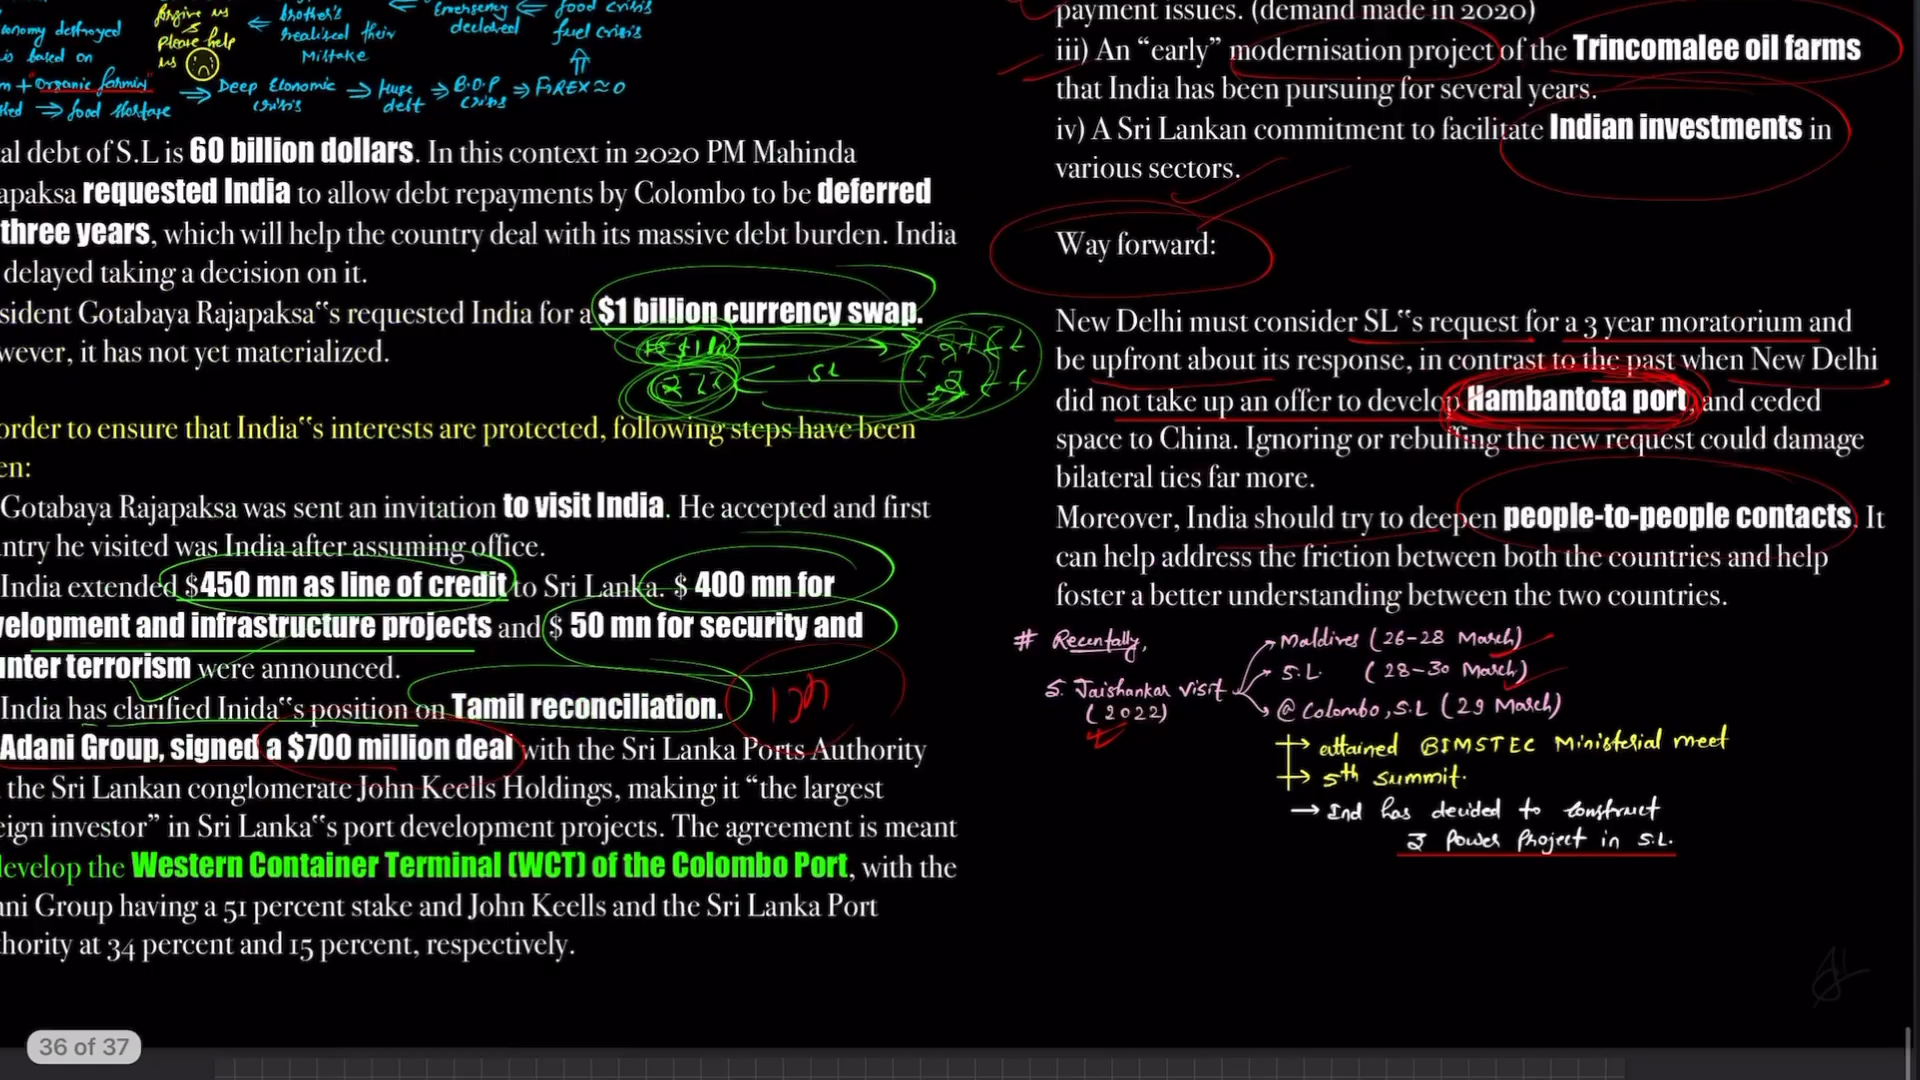 forgive us
&
Please help
us
onomy destroyed
is based on
m + "organic farming"
→ food shortage
brother's
realised their
Mistake
Emergency
declared
food crisis
fuel crisis
→ Deep Economic
crisis
→ Huge
debt
→ B.O.P
crisis
⇒ FOREX ≈ 0
al debt of S.L is 60 billion dollars. In this context in 2020 PM Mahinda
apaksa requested India to allow debt repayments by Colombo to be deferred
three years, which will help the country deal with its massive debt burden. India
delayed taking a decision on it.
sident Gotabaya Rajapaksa‟s requested India for a $1 billion currency swap.
wever, it has not yet materialized.
SL
order to ensure that India‟s interests are protected, following steps have been
en:
Gotabaya Rajapaksa was sent an invitation to visit India. He accepted and first
ntry he visited was India after assuming office.
India extended $450 mn as line of credit to Sri Lanka. $ 400 mn for
velopment and infrastructure projects and $ 50 mn for security and
unter terrorism were announced.
India has clarified Inida‟s position on Tamil reconciliation.
13th
Adani Group, signed a $700 million deal with the Sri Lanka Ports Authority
the Sri Lankan conglomerate John Keells Holdings, making it “the largest
eign investor” in Sri Lanka‟s port development projects. The agreement is meant
develop the Western Container Terminal (WCT) of the Colombo Port, with the
ani Group having a 51 percent stake and John Keells and the Sri Lanka Port
hority at 34 percent and 15 percent, respectively.
36 of 37
payment issues. (demand made in 2020)
iii) An “early” modernisation project of the Trincomalee oil farms
that India has been pursuing for several years.
iv) A Sri Lankan commitment to facilitate Indian investments in
various sectors.
Way forward:
New Delhi must consider SL‟s request for a 3 year moratorium and
be upfront about its response, in contrast to the past when New Delhi
did not take up an offer to develop Hambantota port, and ceded
space to China. Ignoring or rebuffing the new request could damage
bilateral ties far more.
Moreover, India should try to deepen people-to-people contacts. It
can help address the friction between both the countries and help
foster a better understanding between the two countries.
# Recentally,
S. Jaishankar visit
(2022)
→ Maldives (26-28 March)
→ S.L. (28-30 March)
→ @ Colombo, S.L (29 March)
→ attained BIMSTEC Ministerial meet
→ 5th Summit.
→ Ind has decided to construct
3 Power Project in S.L.